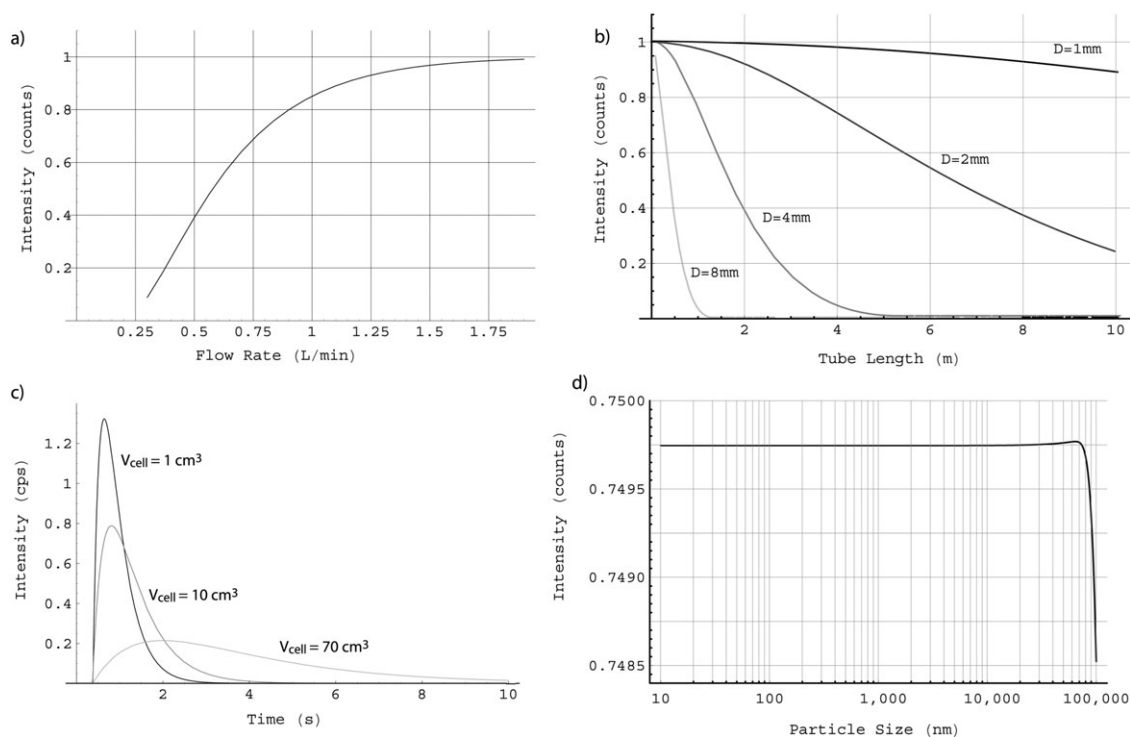 a)
Intensity (counts)
1
0.8
0.6
0.4
0.2
0.25 0.5 0.75 1 1.25 1.5 1.75
Flow Rate (L/min)
b)
Intensity (counts)
1
0.8
0.6
0.4
0.2
D=1mm
D=2mm
D=4mm
D=8mm
2 4 6 8 10
Tube Length (m)
c)
Intensity (cps)
1.2
1
0.8
0.6
0.4
0.2
Vcell = 1 cm³
Vcell = 10 cm³
Vcell = 70 cm³
2 4 6 8 10
Time (s)
d)
Intensity (counts)
0.7500
0.7495
0.7490
0.7485
10 100 1,000 10,000 100,000
Particle Size (nm)